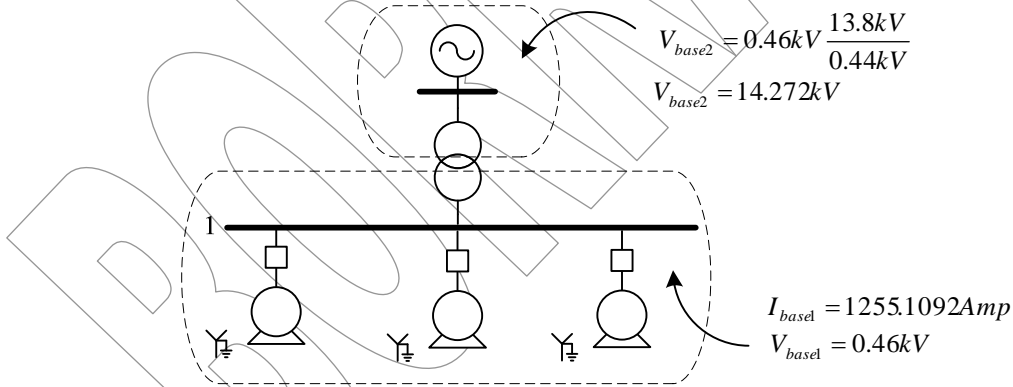 V_base2 = 0.46kV 13.8kV / 0.44kV
V_base2 = 14.272kV
1
I_base1 = 1255.1092Amp
V_base1 = 0.46kV